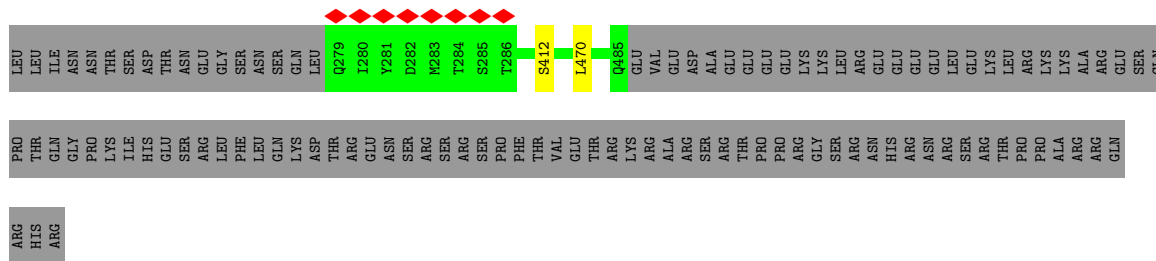 LEU LEU ILE ASN ASN THR SER ASP THR ASN GLU GLY SER ASN SER GLN LEU Q279 I280 Y281 D282 M283 T284 S285 T286 S412 L470 Q485 GLU VAL GLU ASP ALA GLU GLU GLU LYS LYS LEU ARG GLU GLU GLU GLU LEU GLU LYS LEU ARG LYS LYS ALA ARG GLU SER GLN
PRO THR GLN GLY PRO LYS ILE HIS GLU SER ARG LEU PHE LEU GLN LYS ASP THR ARG GLU ASN SER ARG SER ARG SER PRO PHE THR VAL GLU THR ARG LYS ARG ALA ARG SER ARG THR PRO PRO ARG GLY SER ARG ASN HIS ARG ASN ARG SER ARG THR PRO PRO ALA ARG ARG GLN
ARG HIS ARG